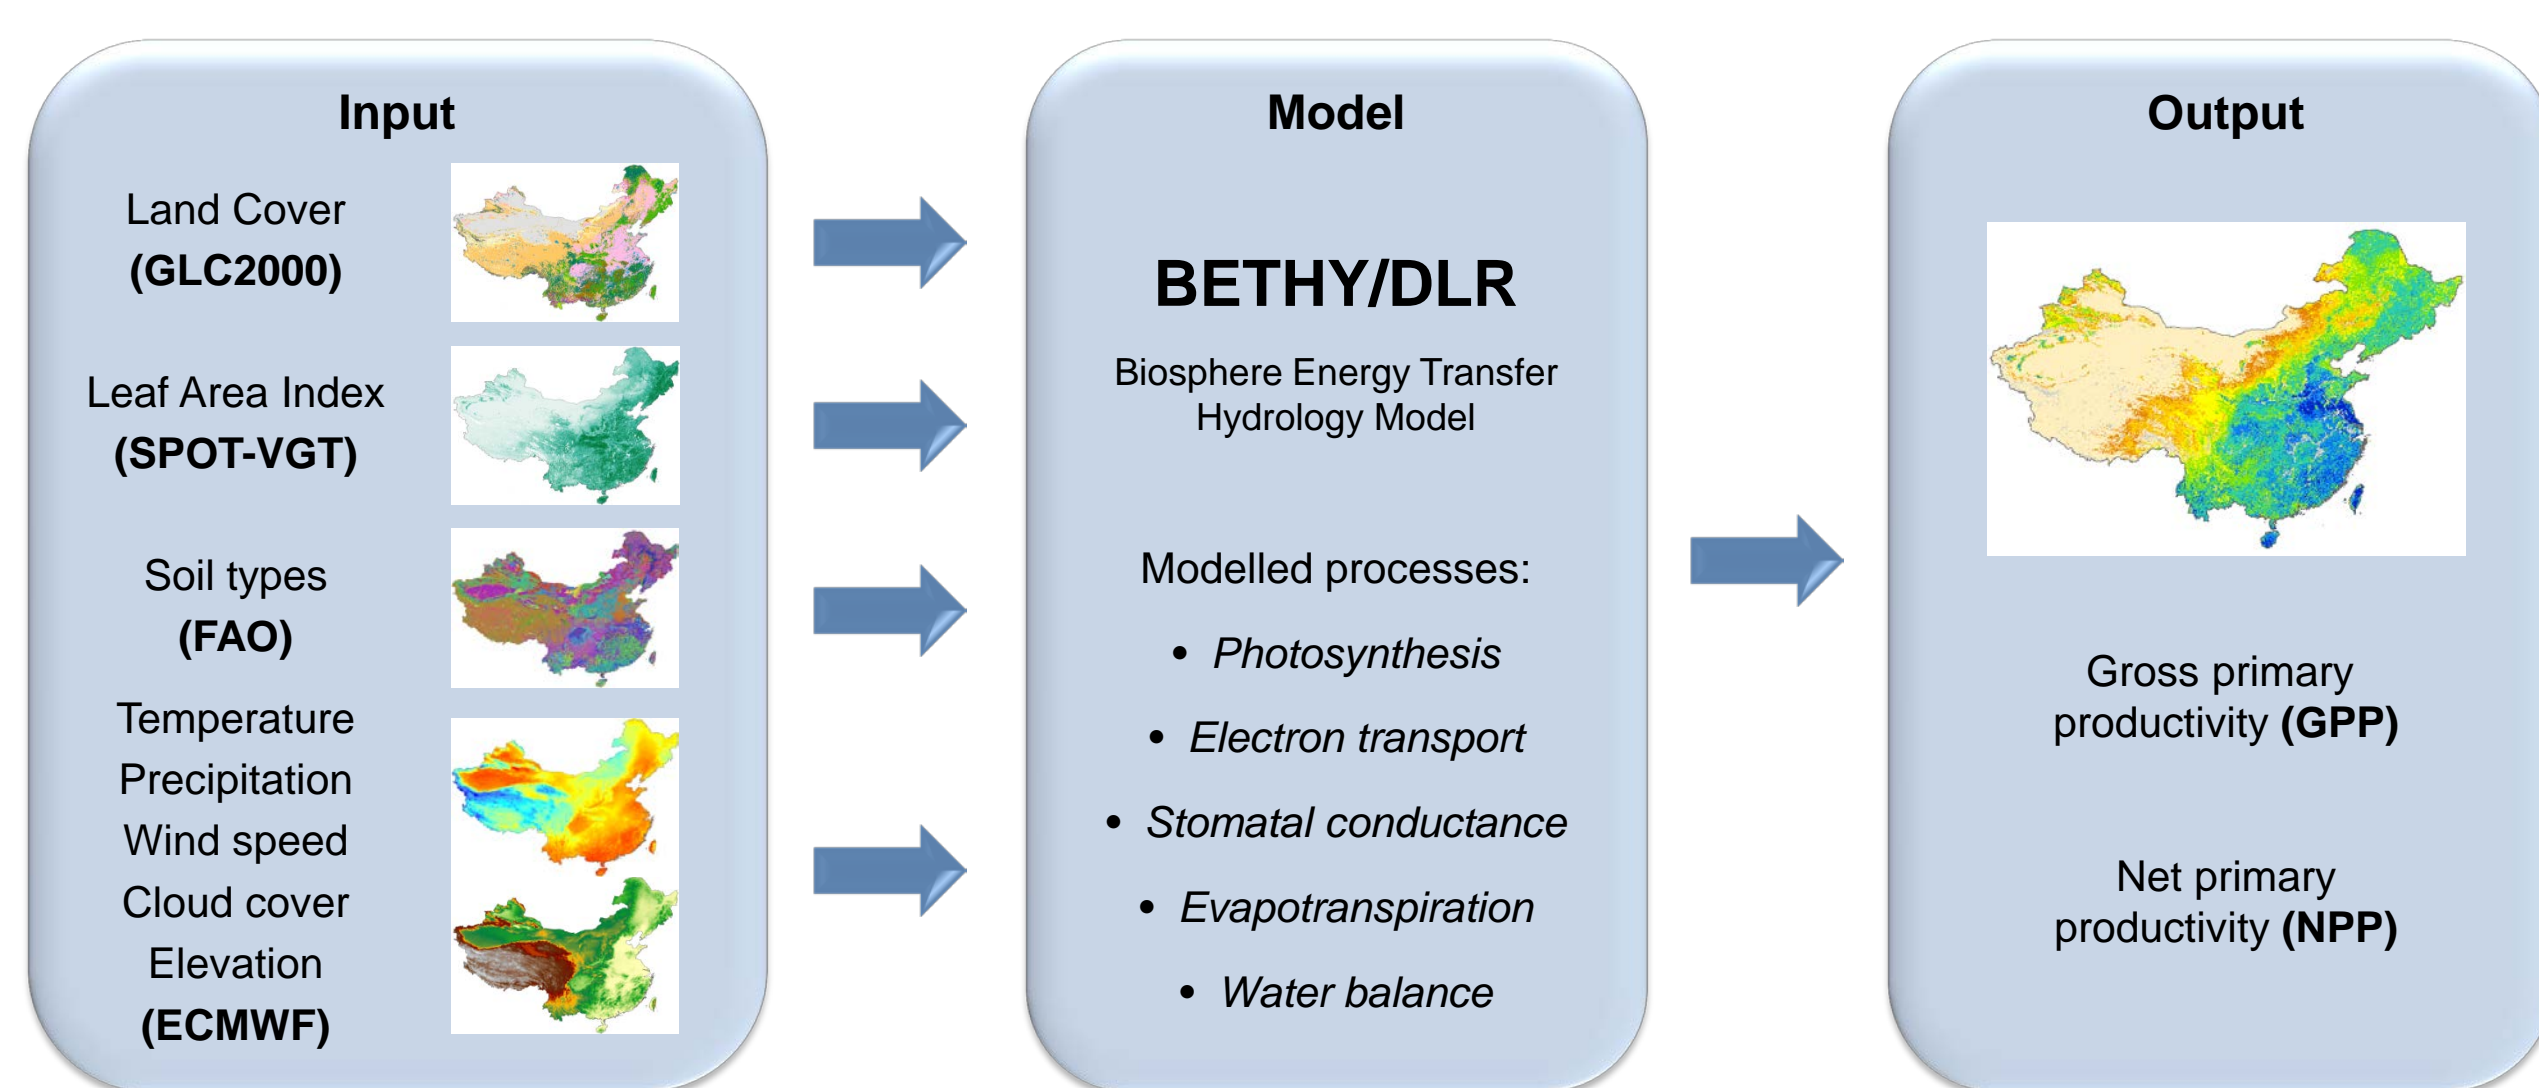 Input
Land Cover
(GLC2000)
Leaf Area Index
(SPOT-VGT)
Soil types
(FAO)
Temperature
Precipitation
Wind speed
Cloud cover
Elevation
(ECMWF)
Model
BETHY/DLR
Biosphere Energy Transfer
Hydrology Model
Modelled processes:
• Photosynthesis
• Electron transport
• Stomatal conductance
• Evapotranspiration
• Water balance
Output
Gross primary
productivity (GPP)
Net primary
productivity (NPP)